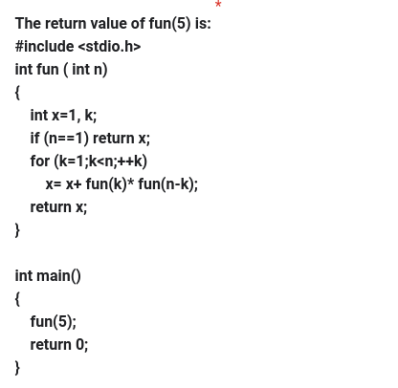 *
The return value of fun(5) is:
#include <stdio.h>
int fun ( int n)
{
int x=1, k;
if (n==1) return x;
for (k=1;k<n;++k)
x= x+ fun(k)* fun(n-k);
return x;
}
int main()
{
fun(5);
return 0;
}